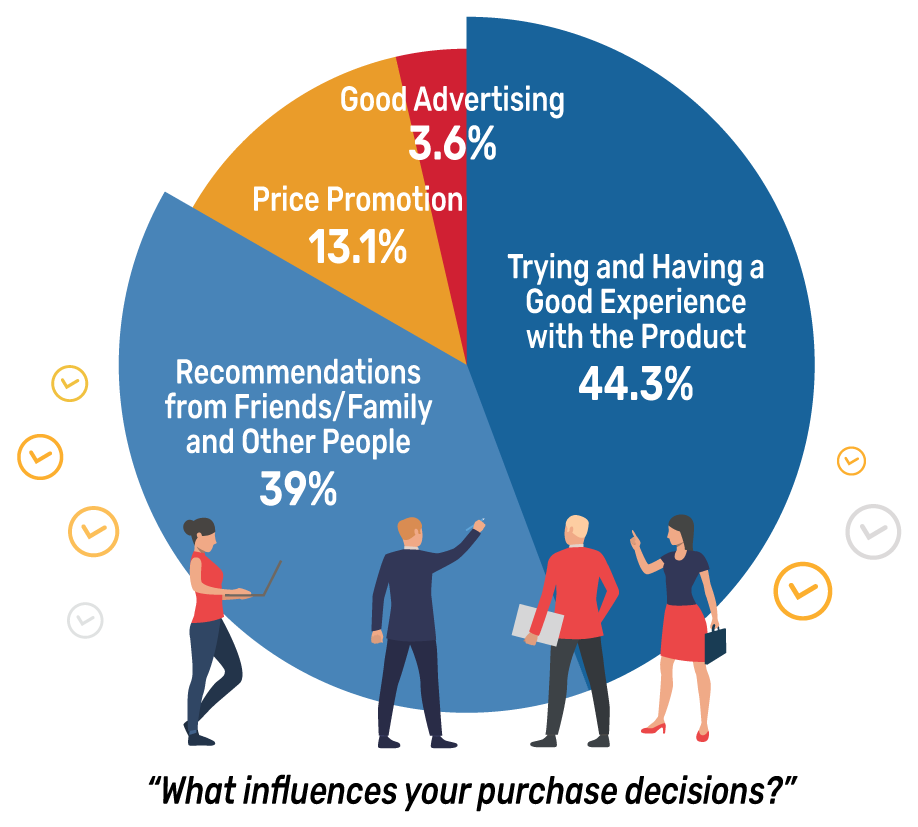 Good Advertising
3.6%
Price Promotion
13.1%
Trying and Having a
Good Experience
with the Product
44.3%
Recommendations
from Friends/Family
and Other People
39%
“What influences your purchase decisions?”